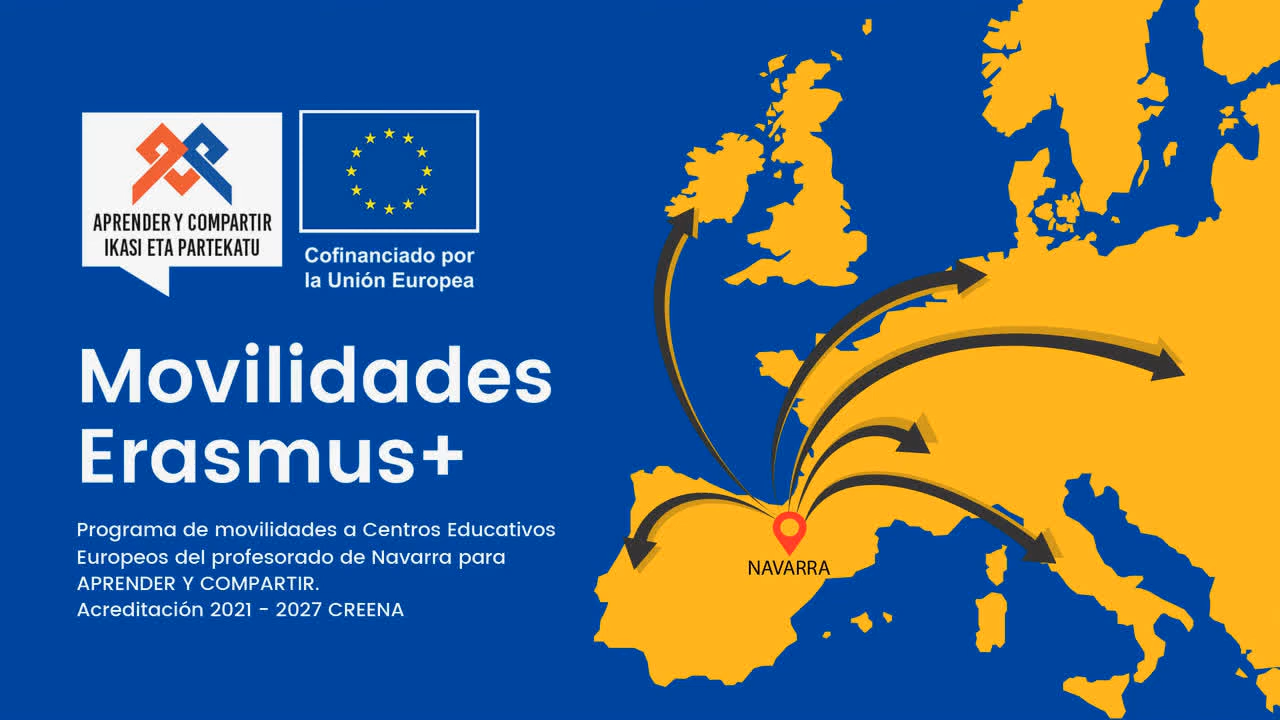 APRENDER Y COMPARTIR
IKASI ETA PARTEKATU
Cofinanciado por
la Unión Europea
Movilidades
Erasmus+
Programa de movilidades a Centros Educativos
Europeos del profesorado de Navarra para
APRENDER Y COMPARTIR.
Acreditación 2021 - 2027 CREENA
NAVARRA